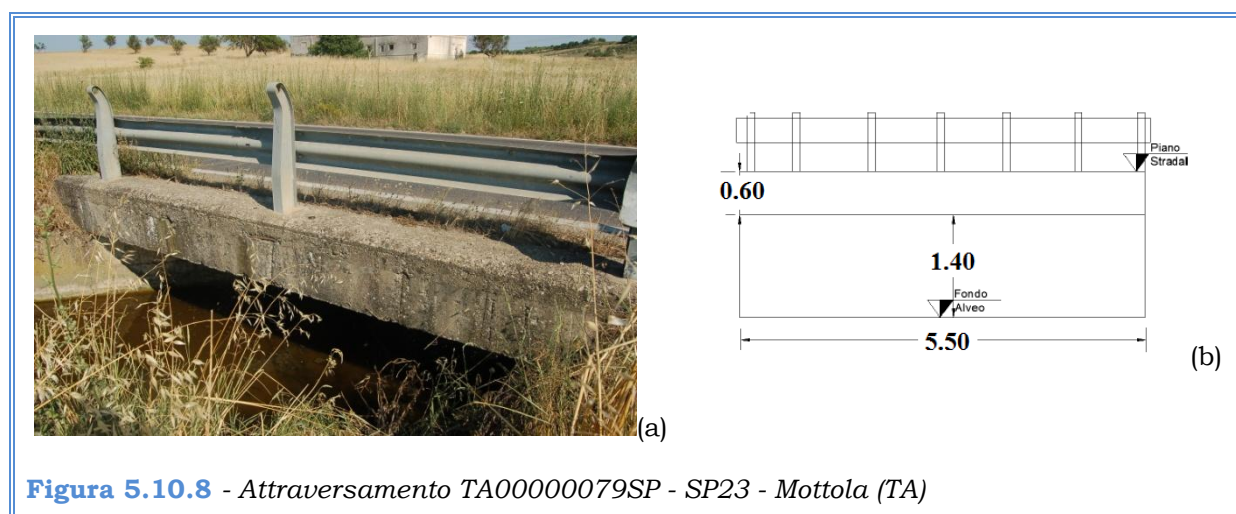 Piano
Stradal
0.60
1.40
Fondo
Alveo
5.50
(b)
(a)
Figura 5.10.8 - Attraversamento TA00000079SP - SP23 - Mottola (TA)